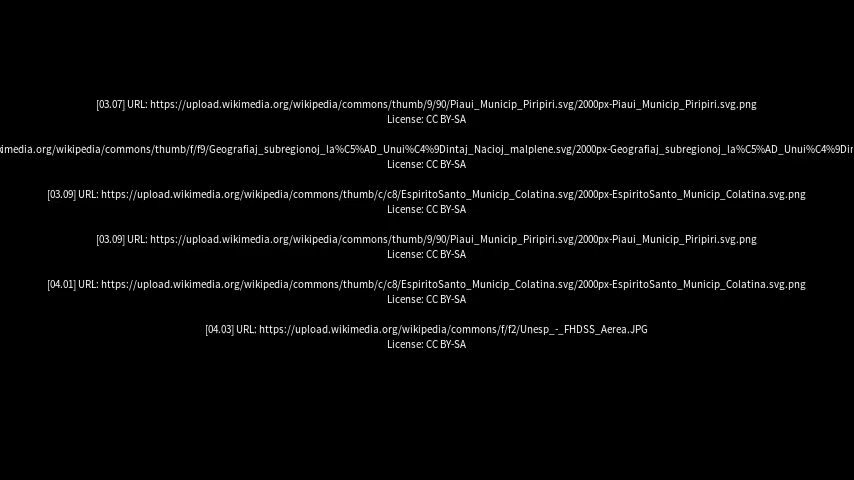 [03.07] URL: https://upload.wikimedia.org/wikipedia/commons/thumb/9/90/Piaui_Municip_Piripiri.svg/2000px-Piaui_Municip_Piripiri.svg.png
License: CC BY-SA
kimedia.org/wikipedia/commons/thumb/f/f9/Geografiaj_subregionoj_la%C5%AD_Unui%C4%9Dintaj_Nacioj_malplene.svg/2000px-Geografiaj_subregionoj_la%C5%AD_Unui%C4%9Din
License: CC BY-SA
[03.09] URL: https://upload.wikimedia.org/wikipedia/commons/thumb/c/c8/EspiritoSanto_Municip_Colatina.svg/2000px-EspiritoSanto_Municip_Colatina.svg.png
License: CC BY-SA
[03.09] URL: https://upload.wikimedia.org/wikipedia/commons/thumb/9/90/Piaui_Municip_Piripiri.svg/2000px-Piaui_Municip_Piripiri.svg.png
License: CC BY-SA
[04.01] URL: https://upload.wikimedia.org/wikipedia/commons/thumb/c/c8/EspiritoSanto_Municip_Colatina.svg/2000px-EspiritoSanto_Municip_Colatina.svg.png
License: CC BY-SA
[04.03] URL: https://upload.wikimedia.org/wikipedia/commons/f/f2/Unesp_-_FHDSS_Aerea.JPG
License: CC BY-SA